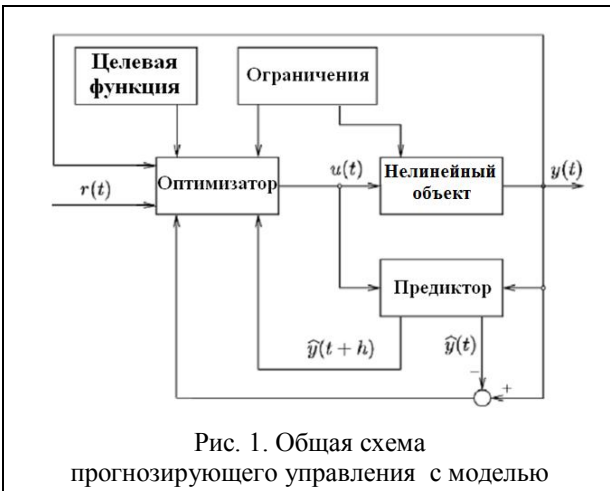 Целевая
функция
Ограничения
Оптимизатор
r(t)
u(t)
Нелинейный
объект
y(t)
Предиктор
ŷ(t + h)
ŷ(t)
−
+
Рис. 1. Общая схема
прогнозирующего управления с моделью